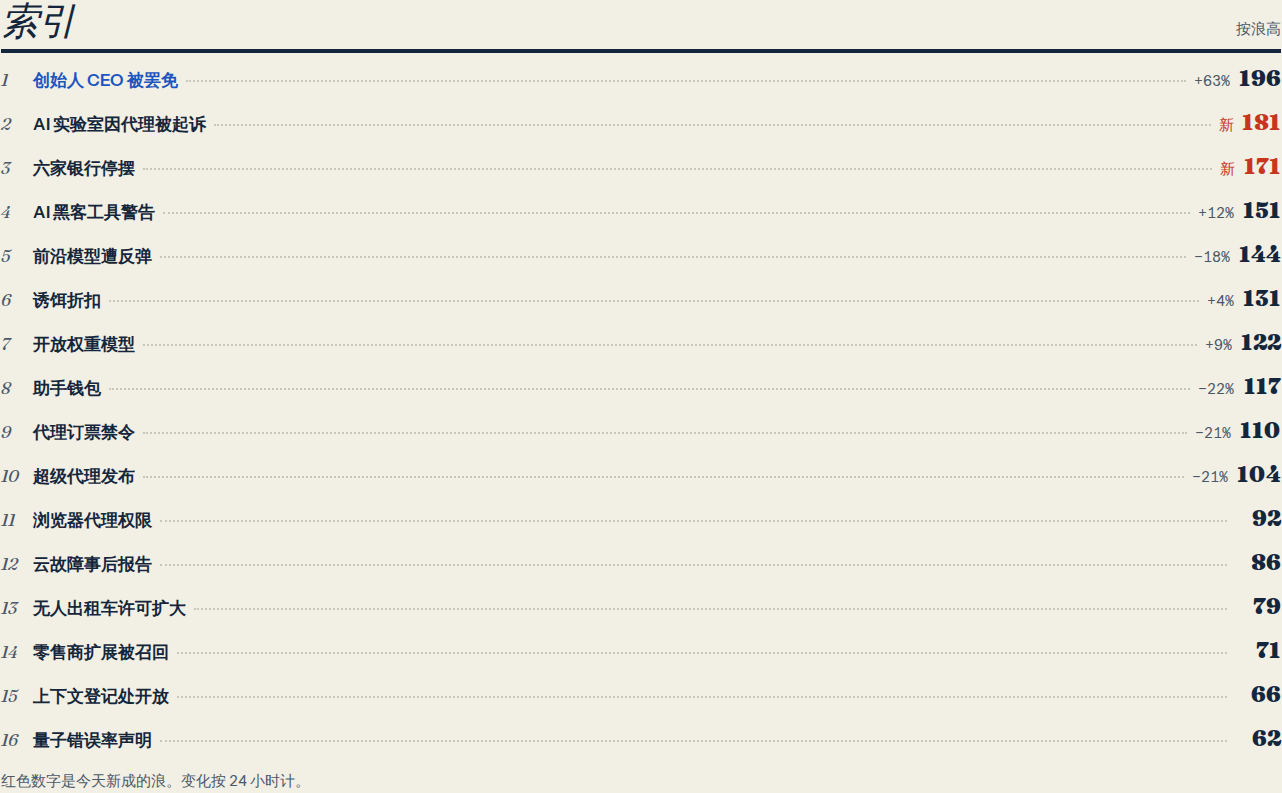 索引
按浪高
1 创始人 CEO 被罢免 +63% 196
2 AI 实验室因代理被起诉 新 181
3 六家银行停摆 新 171
4 AI 黑客工具警告 +12% 151
5 前沿模型遭反弹 −18% 144
6 诱饵折扣 +4% 131
7 开放权重模型 +9% 122
8 助手钱包 −22% 117
9 代理订票禁令 −21% 110
10 超级代理发布 −21% 104
11 浏览器代理权限 92
12 云故障事后报告 86
13 无人出租车许可扩大 79
14 零售商扩展被召回 71
15 上下文登记处开放 66
16 量子错误率声明 62
红色数字是今天新成的浪。变化按 24 小时计。